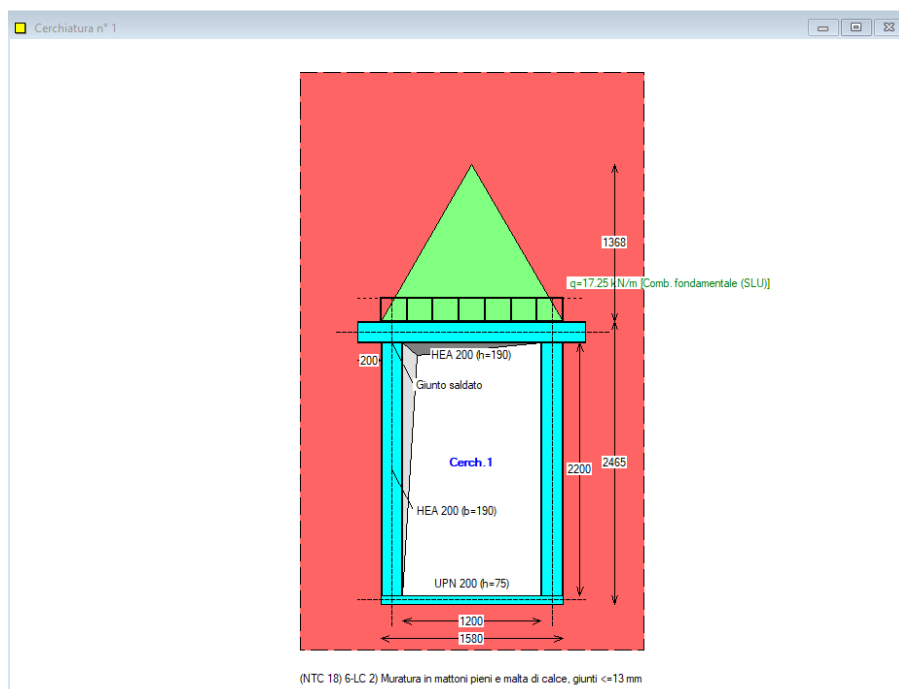 Cerchiatura n° 1
1368
q=17.25 kN/m [Comb. fondamentale (SLU)]
HEA 200 (h=190)
200
Giunto saldato
Cerch.1
2200
2465
HEA 200 (b=190)
UPN 200 (h=75)
1200
1580
(NTC 18) 6-LC 2) Muratura in mattoni pieni e malta di calce, giunti <=13 mm